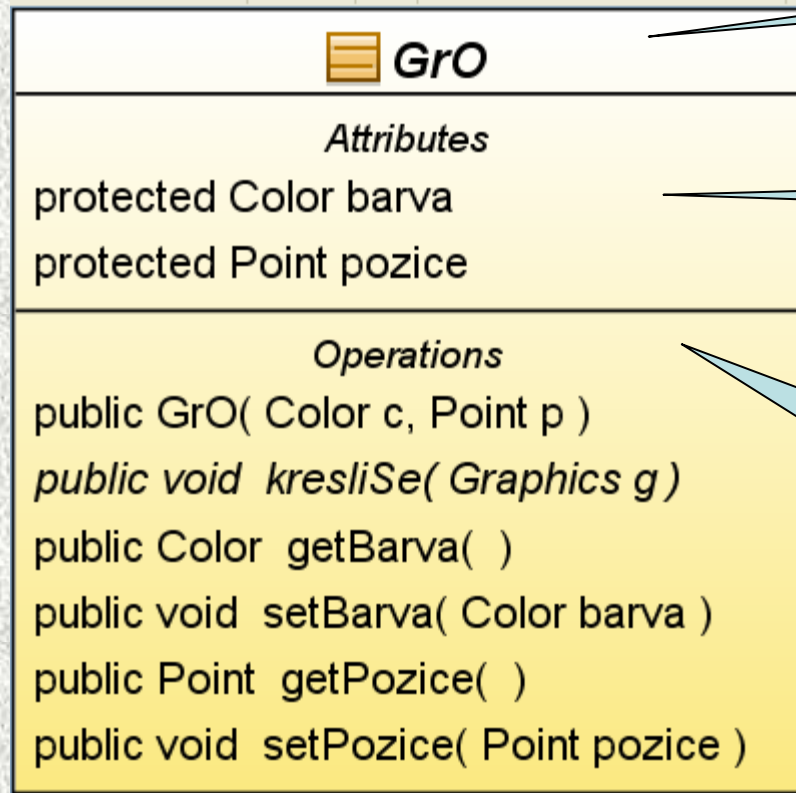 GrO
Attributes
protected Color barva
protected Point pozice
Operations
public GrO( Color c, Point p )
public void  kresliSe( Graphics g )
public Color  getBarva(  )
public void  setBarva( Color barva )
public Point  getPozice(  )
public void  setPozice( Point pozice )